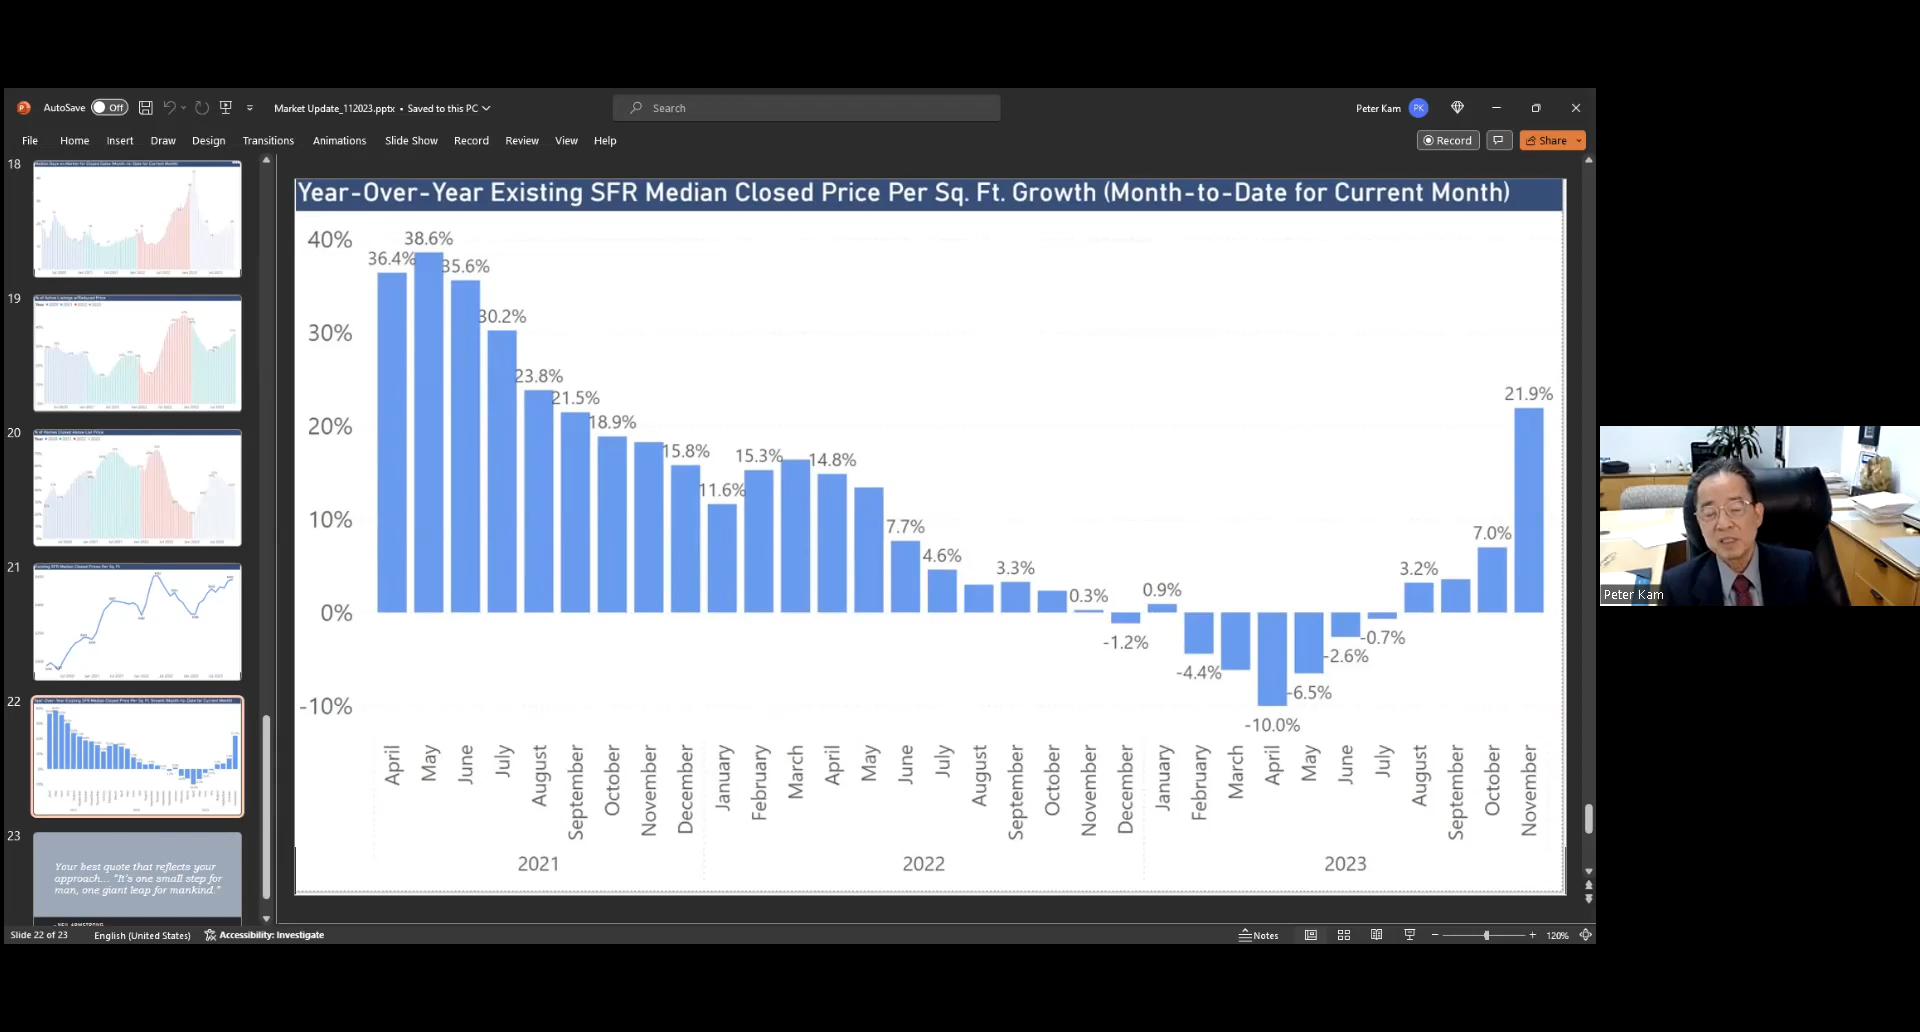 AutoSave Off Market Update_112023.pptx • Saved to this PC Search Peter Kam PK
File Home Insert Draw Design Transitions Animations Slide Show Record Review View Help Record Share
18
19
20
21
22
23
Your best quote that reflects your
approach... "It's one small step for
man, one giant leap for mankind."
Year-Over-Year Existing SFR Median Closed Price Per Sq. Ft. Growth (Month-to-Date for Current Month)
40%
30%
20%
10%
0%
-10%
36.4% 38.6% 35.6% 30.2% 23.8% 21.5% 18.9% 15.8% 11.6% 15.3% 14.8% 7.7% 4.6% 3.3% 0.3% -1.2% 0.9% -4.4% -10.0% -6.5% -2.6% -0.7% 3.2% 7.0% 21.9%
April May June July August September October November December January February March April May June July August September October November December January February March April May June July August September October November
2021 2022 2023
Peter Kam
Slide 22 of 23 English (United States) Accessibility: Investigate Notes 120%